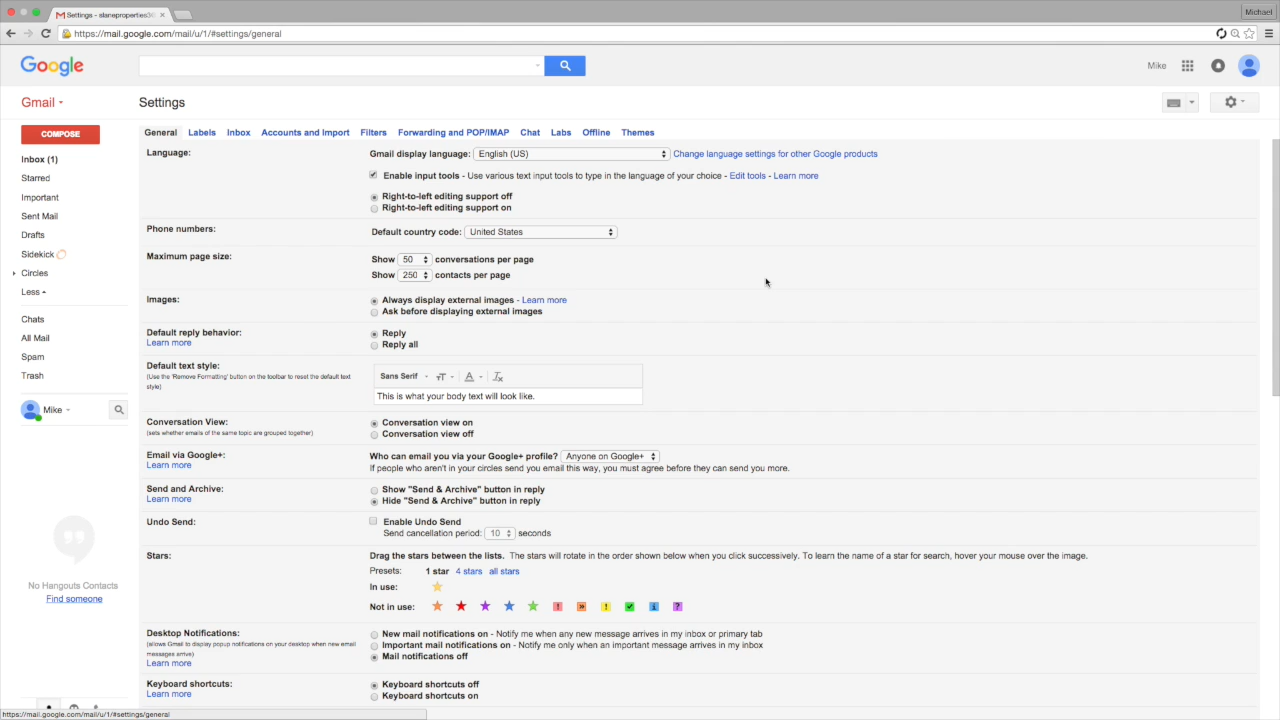 Settings - slaneproperties36
Michael
https://mail.google.com/mail/u/1/#settings/general
Google
Mike
Gmail
Settings
COMPOSE
General Labels Inbox Accounts and Import Filters Forwarding and POP/IMAP Chat Labs Offline Themes
Inbox (1)
Starred
Important
Sent Mail
Drafts
Sidekick
Circles
Less
Chats
All Mail
Spam
Trash
Mike
No Hangouts Contacts
Find someone
Language:
Gmail display language: English (US) Change language settings for other Google products
Enable input tools - Use various text input tools to type in the language of your choice - Edit tools - Learn more
Right-to-left editing support off
Right-to-left editing support on
Phone numbers:
Default country code: United States
Maximum page size:
Show 50 conversations per page
Show 250 contacts per page
Images:
Always display external images - Learn more
Ask before displaying external images
Default reply behavior:
Learn more
Reply
Reply all
Default text style:
(Use the 'Remove Formatting' button on the toolbar to reset the default text
style)
Sans Serif
This is what your body text will look like.
Conversation View:
(sets whether emails of the same topic are grouped together)
Conversation view on
Conversation view off
Email via Google+:
Learn more
Who can email you via your Google+ profile? Anyone on Google+
If people who aren't in your circles send you email this way, you must agree before they can send you more.
Send and Archive:
Learn more
Show "Send & Archive" button in reply
Hide "Send & Archive" button in reply
Undo Send:
Enable Undo Send
Send cancellation period: 10 seconds
Stars:
Drag the stars between the lists. The stars will rotate in the order shown below when you click successively. To learn the name of a star for search, hover your mouse over the image.
Presets: 1 star 4 stars all stars
In use:
Not in use:
Desktop Notifications:
(allows Gmail to display popup notifications on your desktop when new email
messages arrive)
Learn more
New mail notifications on - Notify me when any new message arrives in my inbox or primary tab
Important mail notifications on - Notify me only when an important message arrives in my inbox
Mail notifications off
Keyboard shortcuts:
Learn more
Keyboard shortcuts off
Keyboard shortcuts on
https://mail.google.com/mail/u/1/#settings/general